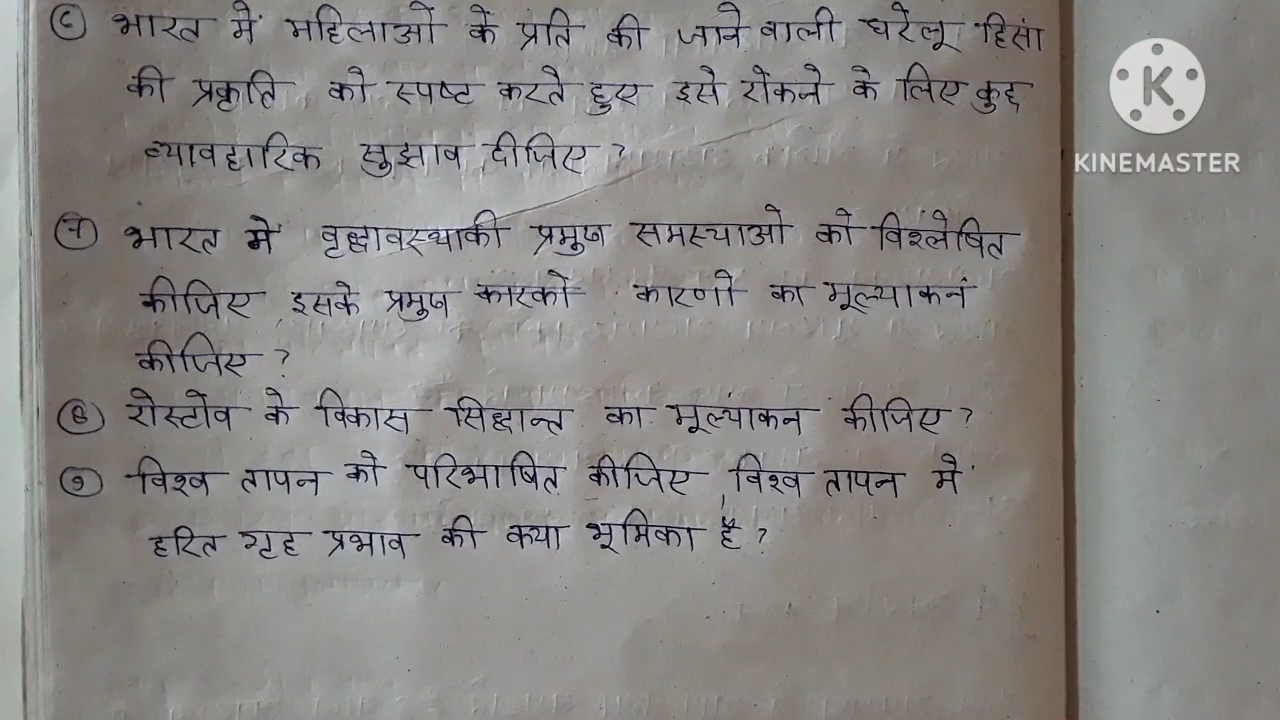 6 भारत में महिलाओं के प्रति की जाने वाली घरेलू हिंसा
की प्रकृति को स्पष्ट करते हुए इसे रोंकने के लिए कुछ
व्यावहारिक सुझाव दीजिए?
7 भारत में वृद्धावस्थाकी प्रमुख समस्याओ को विश्लेषित
कीजिए इसके प्रमुख कारकों कारणो का मूल्याकनं
कीजिए?
8 रोस्टोव के विकास सिद्धान्त का मूल्यांकन कीजिए?
9 विश्व तापन को परिभाषित कीजिए, विश्व तापन में
हरित गृह प्रभाव की क्या भूमिका है?
K
KINEMASTER